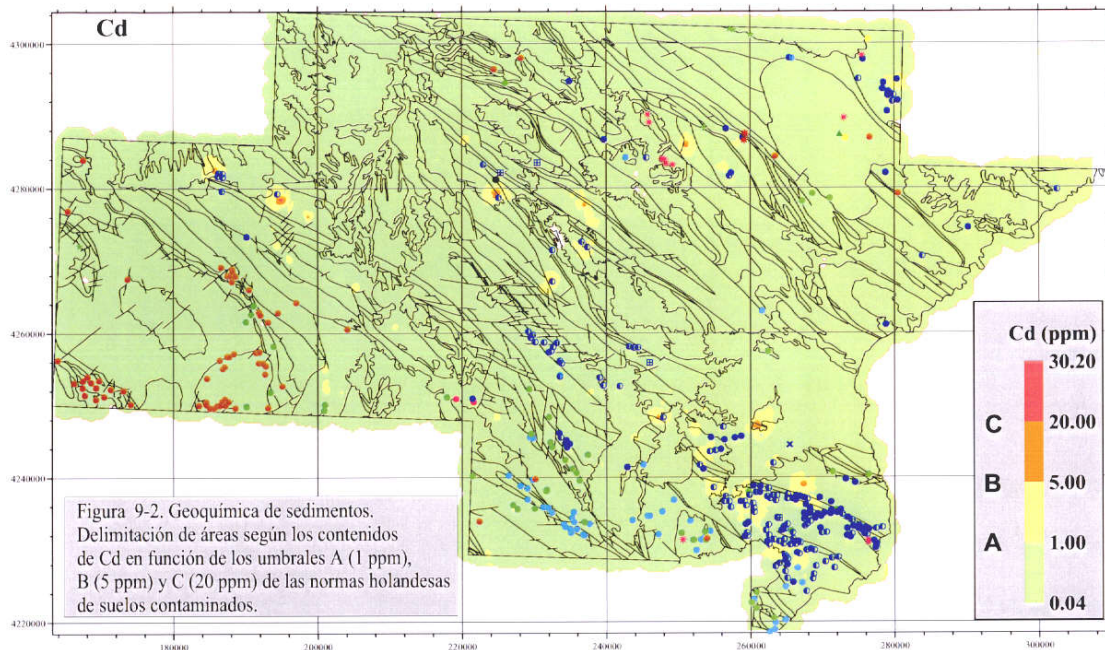 Cd
4300000
4280000
4260000
4240000
4220000
180000
200000
220000
240000
260000
280000
300000
Cd (ppm)
30.20
C
20.00
B
5.00
A
1.00
0.04
Figura 9-2. Geoquímica de sedimentos.
Delimitación de áreas según los contenidos
de Cd en función de los umbrales A (1 ppm),
B (5 ppm) y C (20 ppm) de las normas holandesas
de suelos contaminados.